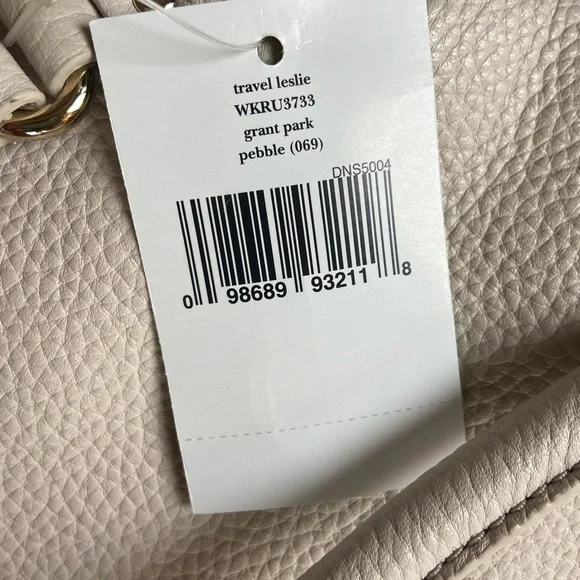 travel leslie
WKRU3733
grant park
pebble (069)
DNS5004
0 98689 93211 8